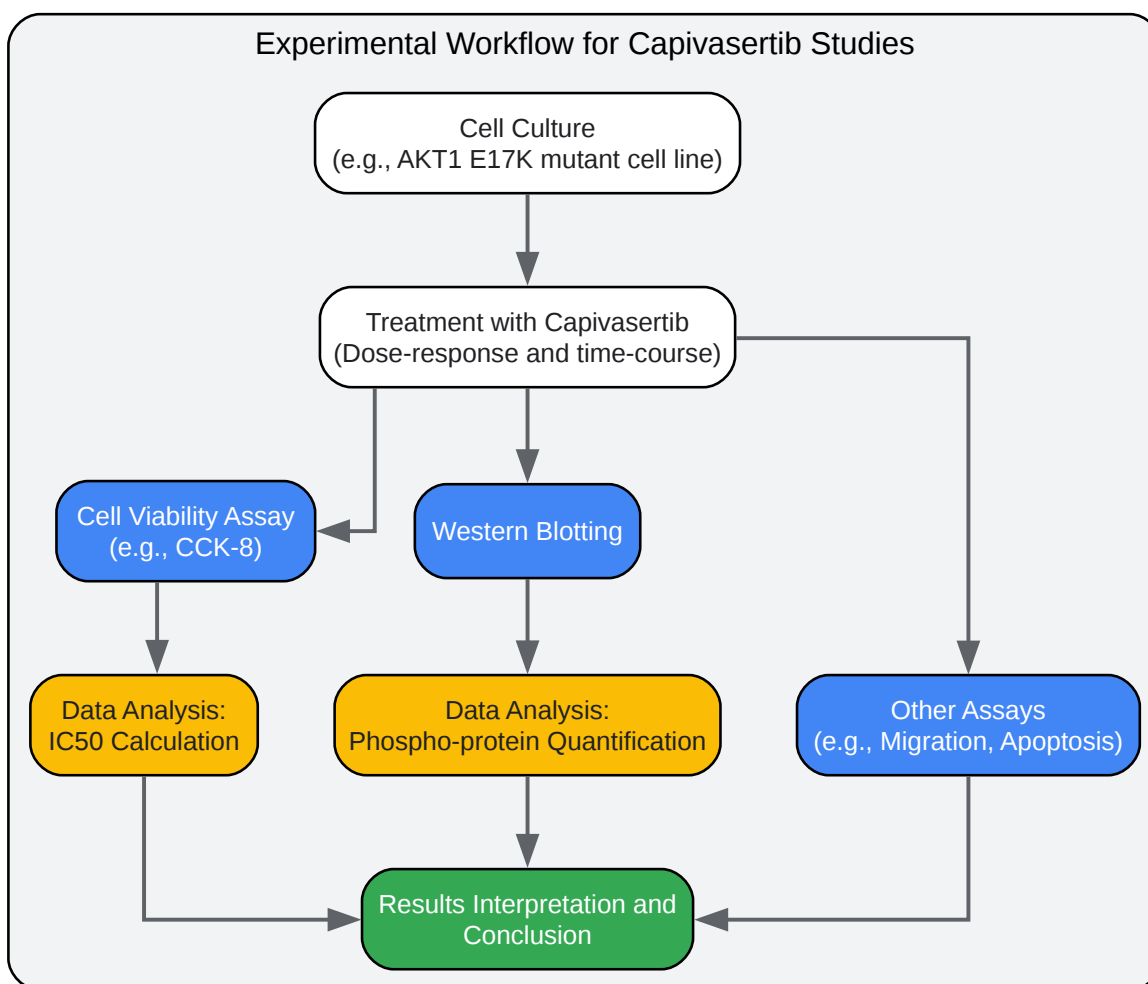 Experimental Workflow for Capivasertib Studies
Cell Culture
(e.g., AKT1 E17K mutant cell line)
Treatment with Capivasertib
(Dose-response and time-course)
Cell Viability Assay
(e.g., CCK-8)
Western Blotting
Data Analysis:
IC50 Calculation
Data Analysis:
Phospho-protein Quantification
Other Assays
(e.g., Migration, Apoptosis)
Results Interpretation and
Conclusion